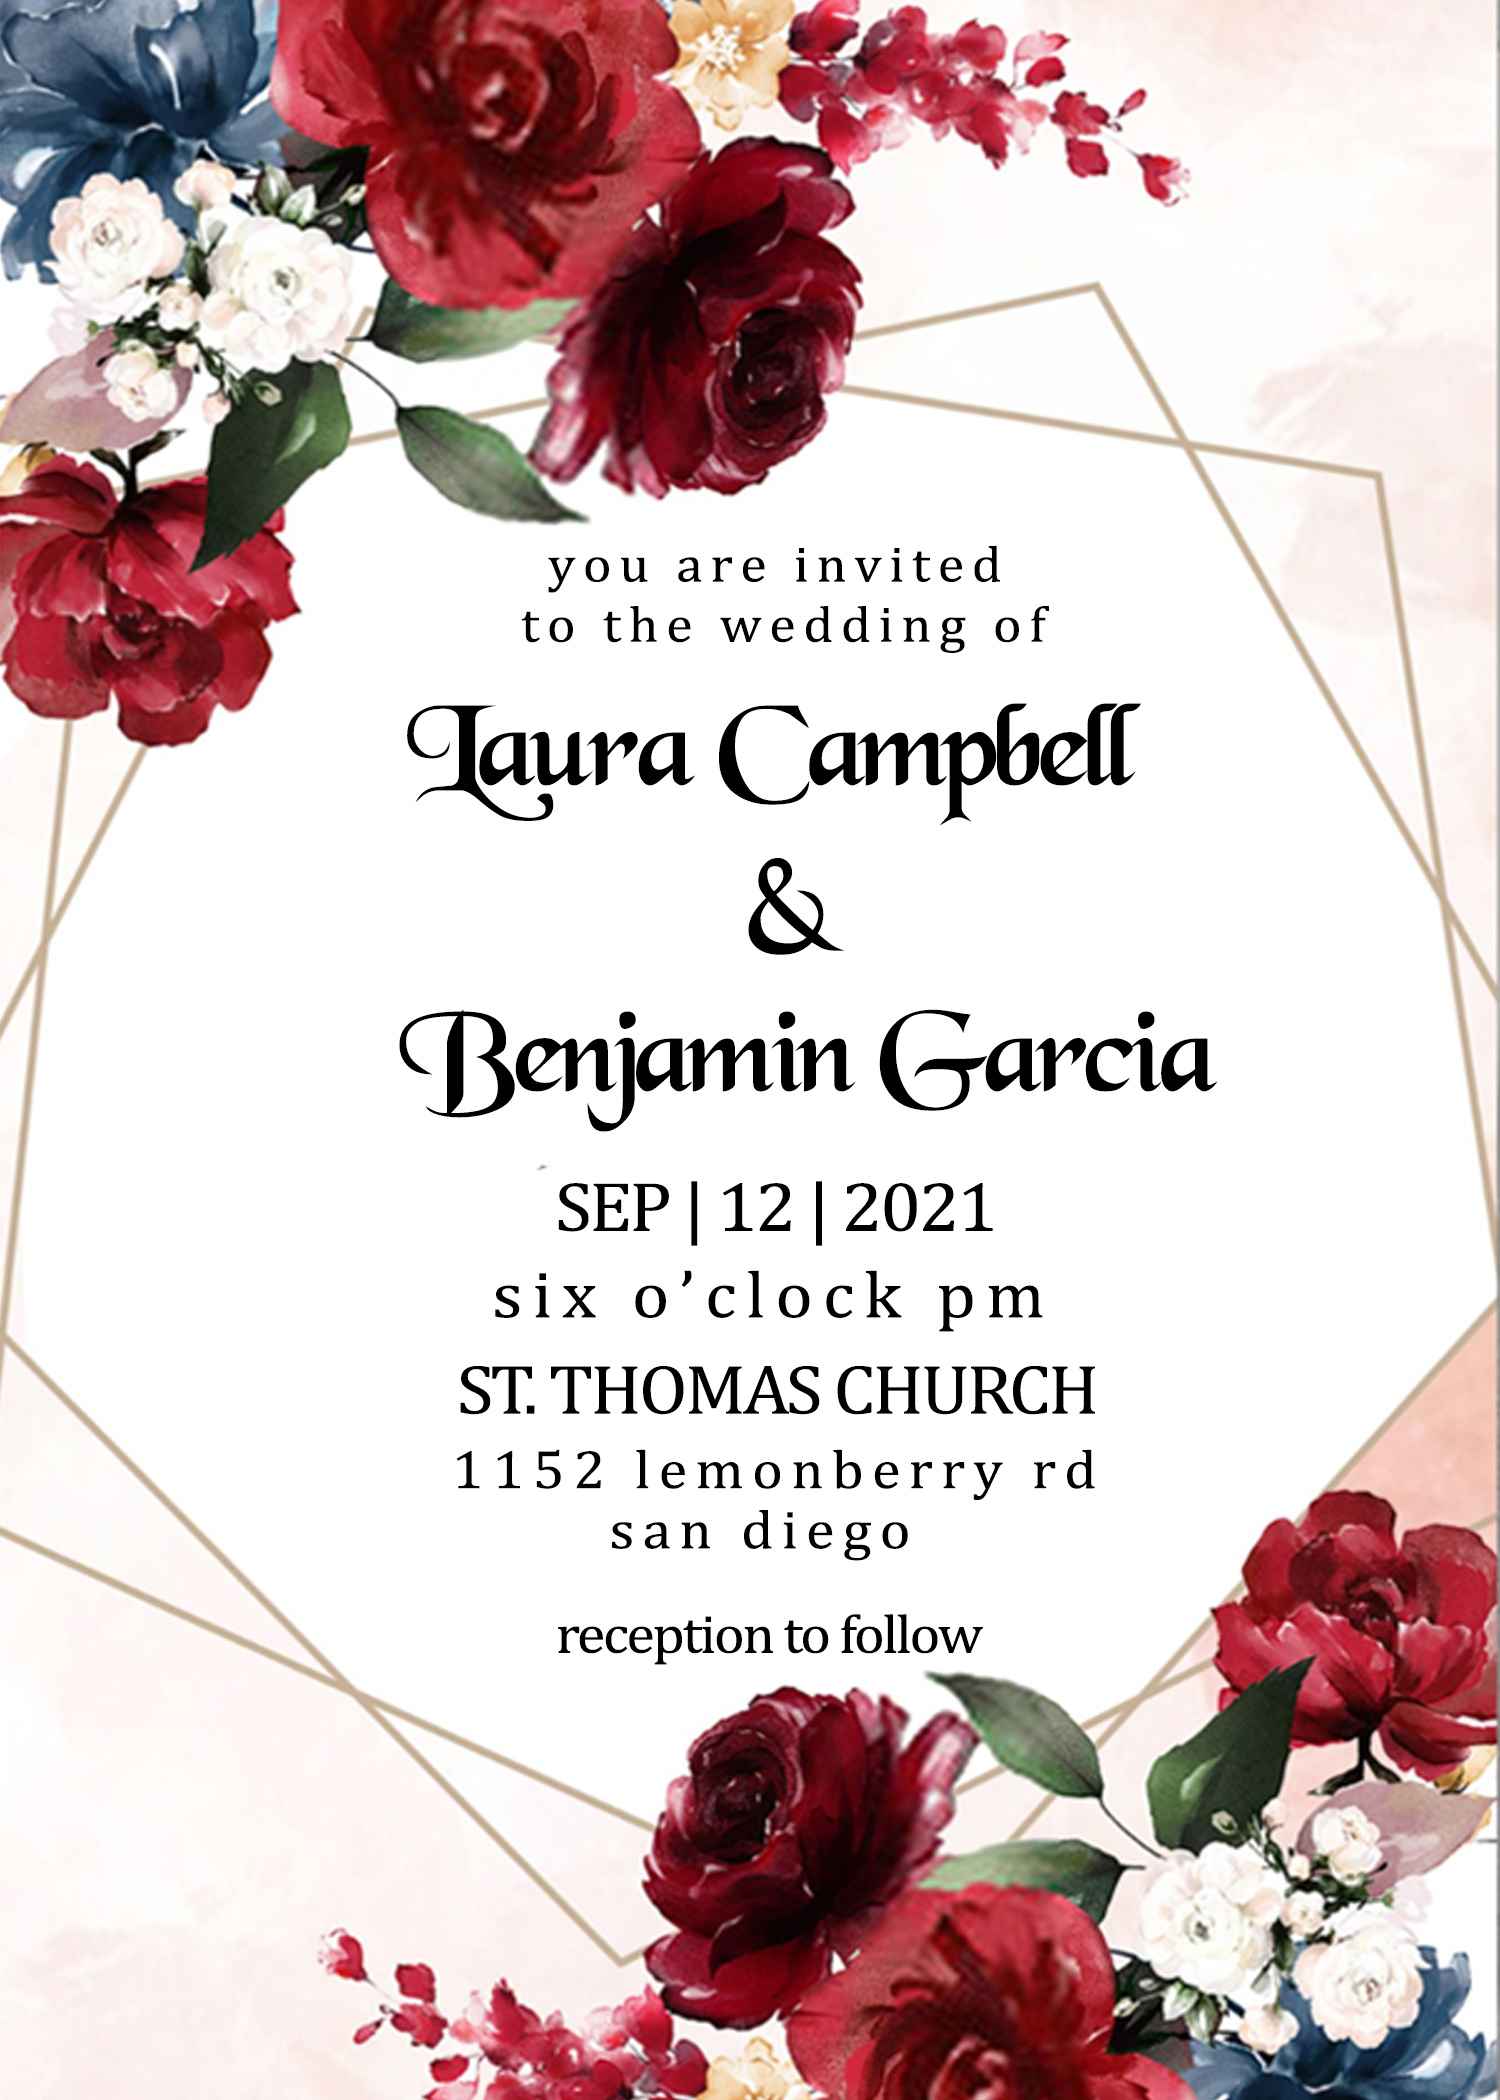 you are invited
to the wedding of
Laura Campbell
&
Benjamin Garcia
SEP | 12 | 2021
six o’clock pm
ST. THOMAS CHURCH
1152 lemonberry rd
san diego
reception to follow